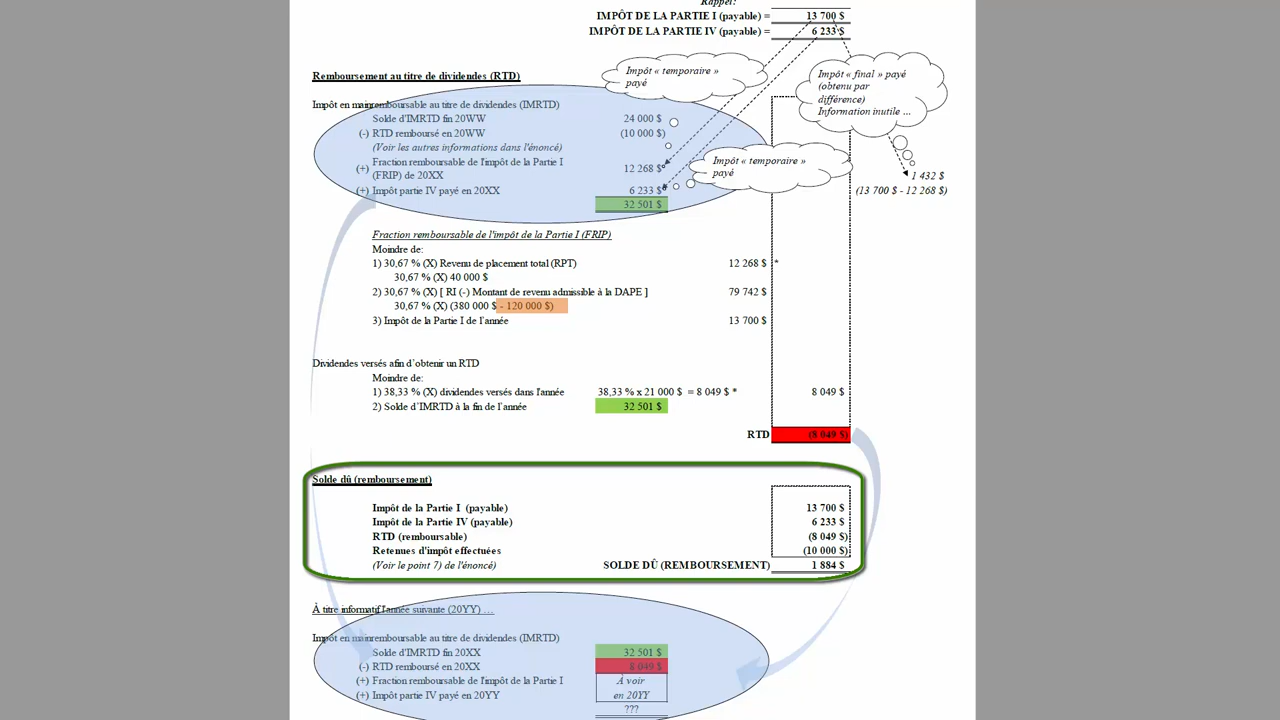 Rappel:
IMPÔT DE LA PARTIE I (payable) = 13 700 $
IMPÔT DE LA PARTIE IV (payable) = 6 233 $
Remboursement au titre de dividendes (RTD)
Impôt « temporaire »
payé
Impôt « final » payé
(obtenu par
différence)
Information inutile ...
Impôt en main remboursable au titre de dividendes (IMRTD)
Solde d'IMRTD fin 20WW 24 000 $
(-) RTD remboursé en 20WW (10 000 $)
(Voir les autres informations dans l'énoncé)
Impôt « temporaire »
payé
(+) Fraction remboursable de l'impôt de la Partie I
(FRIP) de 20XX 12 268 $
1 432 $
(+) Impôt partie IV payé en 20XX 6 233 $
(13 700 $ - 12 268 $)
32 501 $
Fraction remboursable de l'impôt de la Partie I (FRIP)
Moindre de:
1) 30,67 % (X) Revenu de placement total (RPT) 12 268 $ *
30,67 % (X) 40 000 $
2) 30,67 % (X) [ RI (-) Montant de revenu admissible à la DAPE ] 79 742 $
30,67 % (X) (380 000 $ - 120 000 $)
3) Impôt de la Partie I de l'année 13 700 $
Dividendes versés afin d'obtenir un RTD
Moindre de:
1) 38,33 % (X) dividendes versés dans l'année 38,33 % x 21 000 $ = 8 049 $ * 8 049 $
2) Solde d'IMRTD à la fin de l'année 32 501 $
RTD (8 049 $)
Solde dû (remboursement)
Impôt de la Partie I (payable) 13 700 $
Impôt de la Partie IV (payable) 6 233 $
RTD (remboursable) (8 049 $)
Retenues d'impôt effectuées (10 000 $)
(Voir le point 7) de l'énoncé) SOLDE DÛ (REMBOURSEMENT) 1 884 $
À titre informatif l'année suivante (20YY) …
Impôt en main remboursable au titre de dividendes (IMRTD)
Solde d'IMRTD fin 20XX 32 501 $
(-) RTD remboursé en 20XX 8 049 $
(+) Fraction remboursable de l'impôt de la Partie I À voir
(+) Impôt partie IV payé en 20YY en 20YY
???